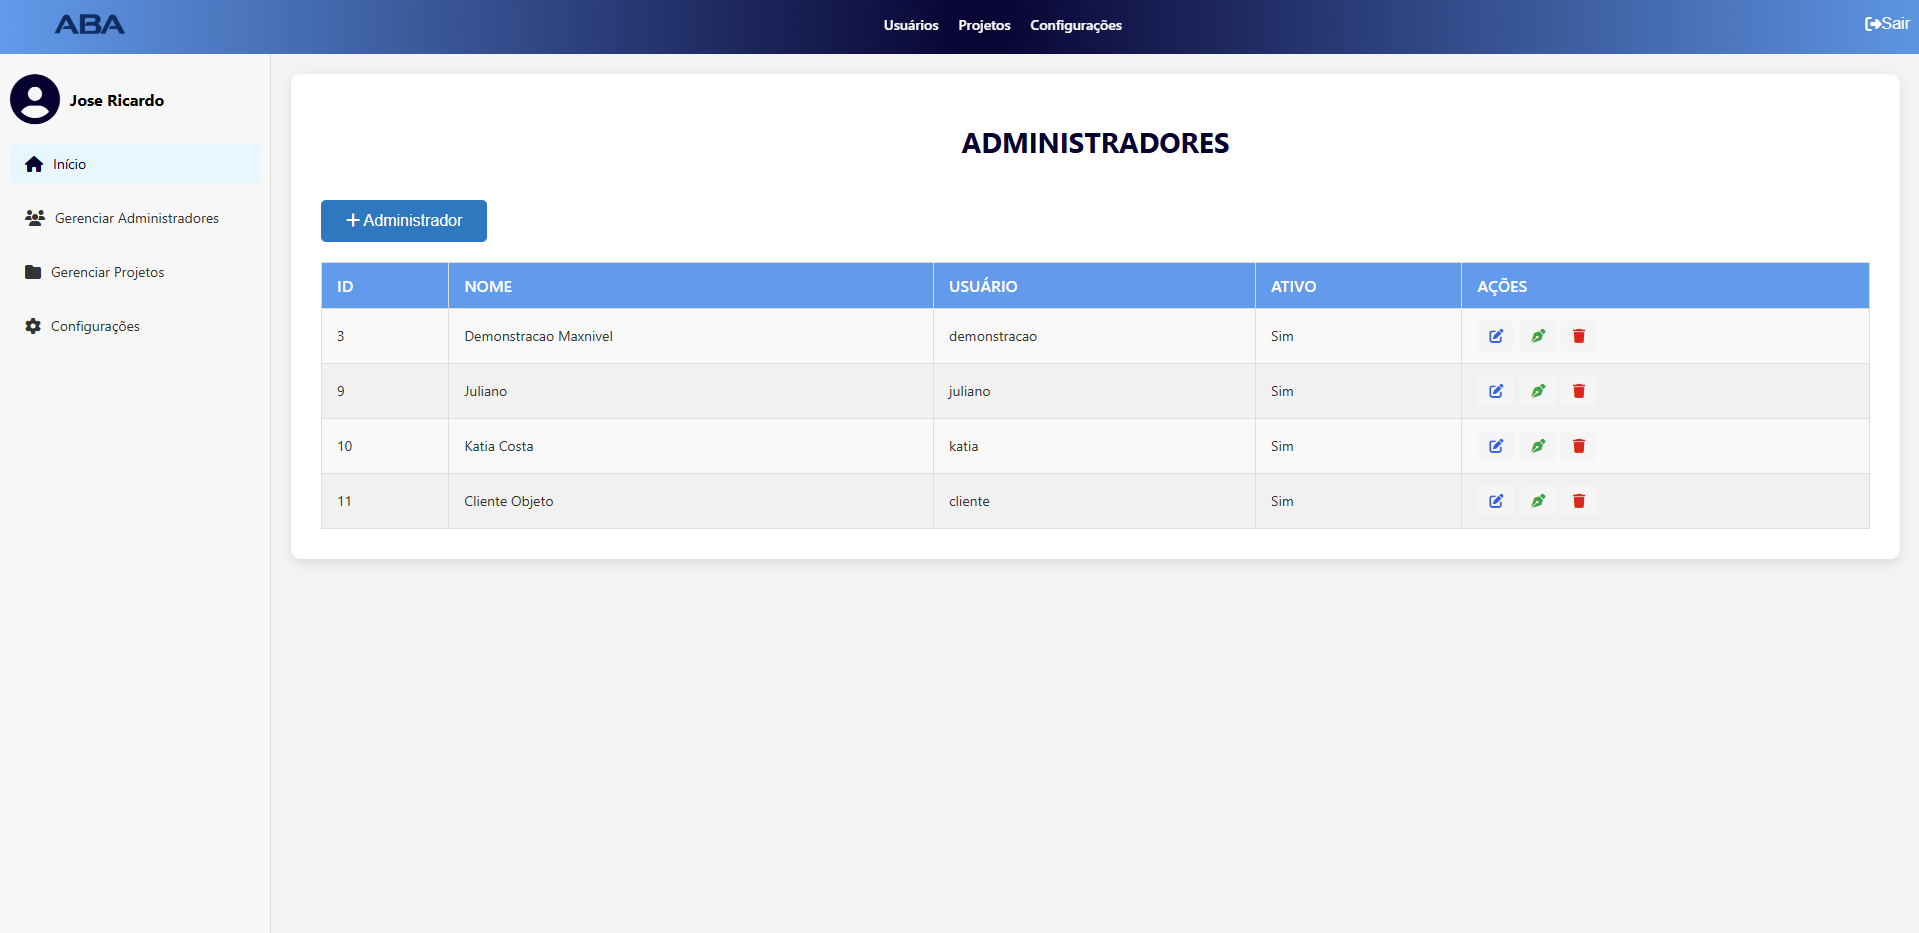 ABA
Usuários Projetos Configurações
Sair
Jose Ricardo
Início
Gerenciar Administradores
Gerenciar Projetos
Configurações
ADMINISTRADORES
+ Administrador
ID NOME USUÁRIO ATIVO AÇÕES
3 Demonstracao Maxnivel demonstracao Sim
9 Juliano juliano Sim
10 Katia Costa katia Sim
11 Cliente Objeto cliente Sim